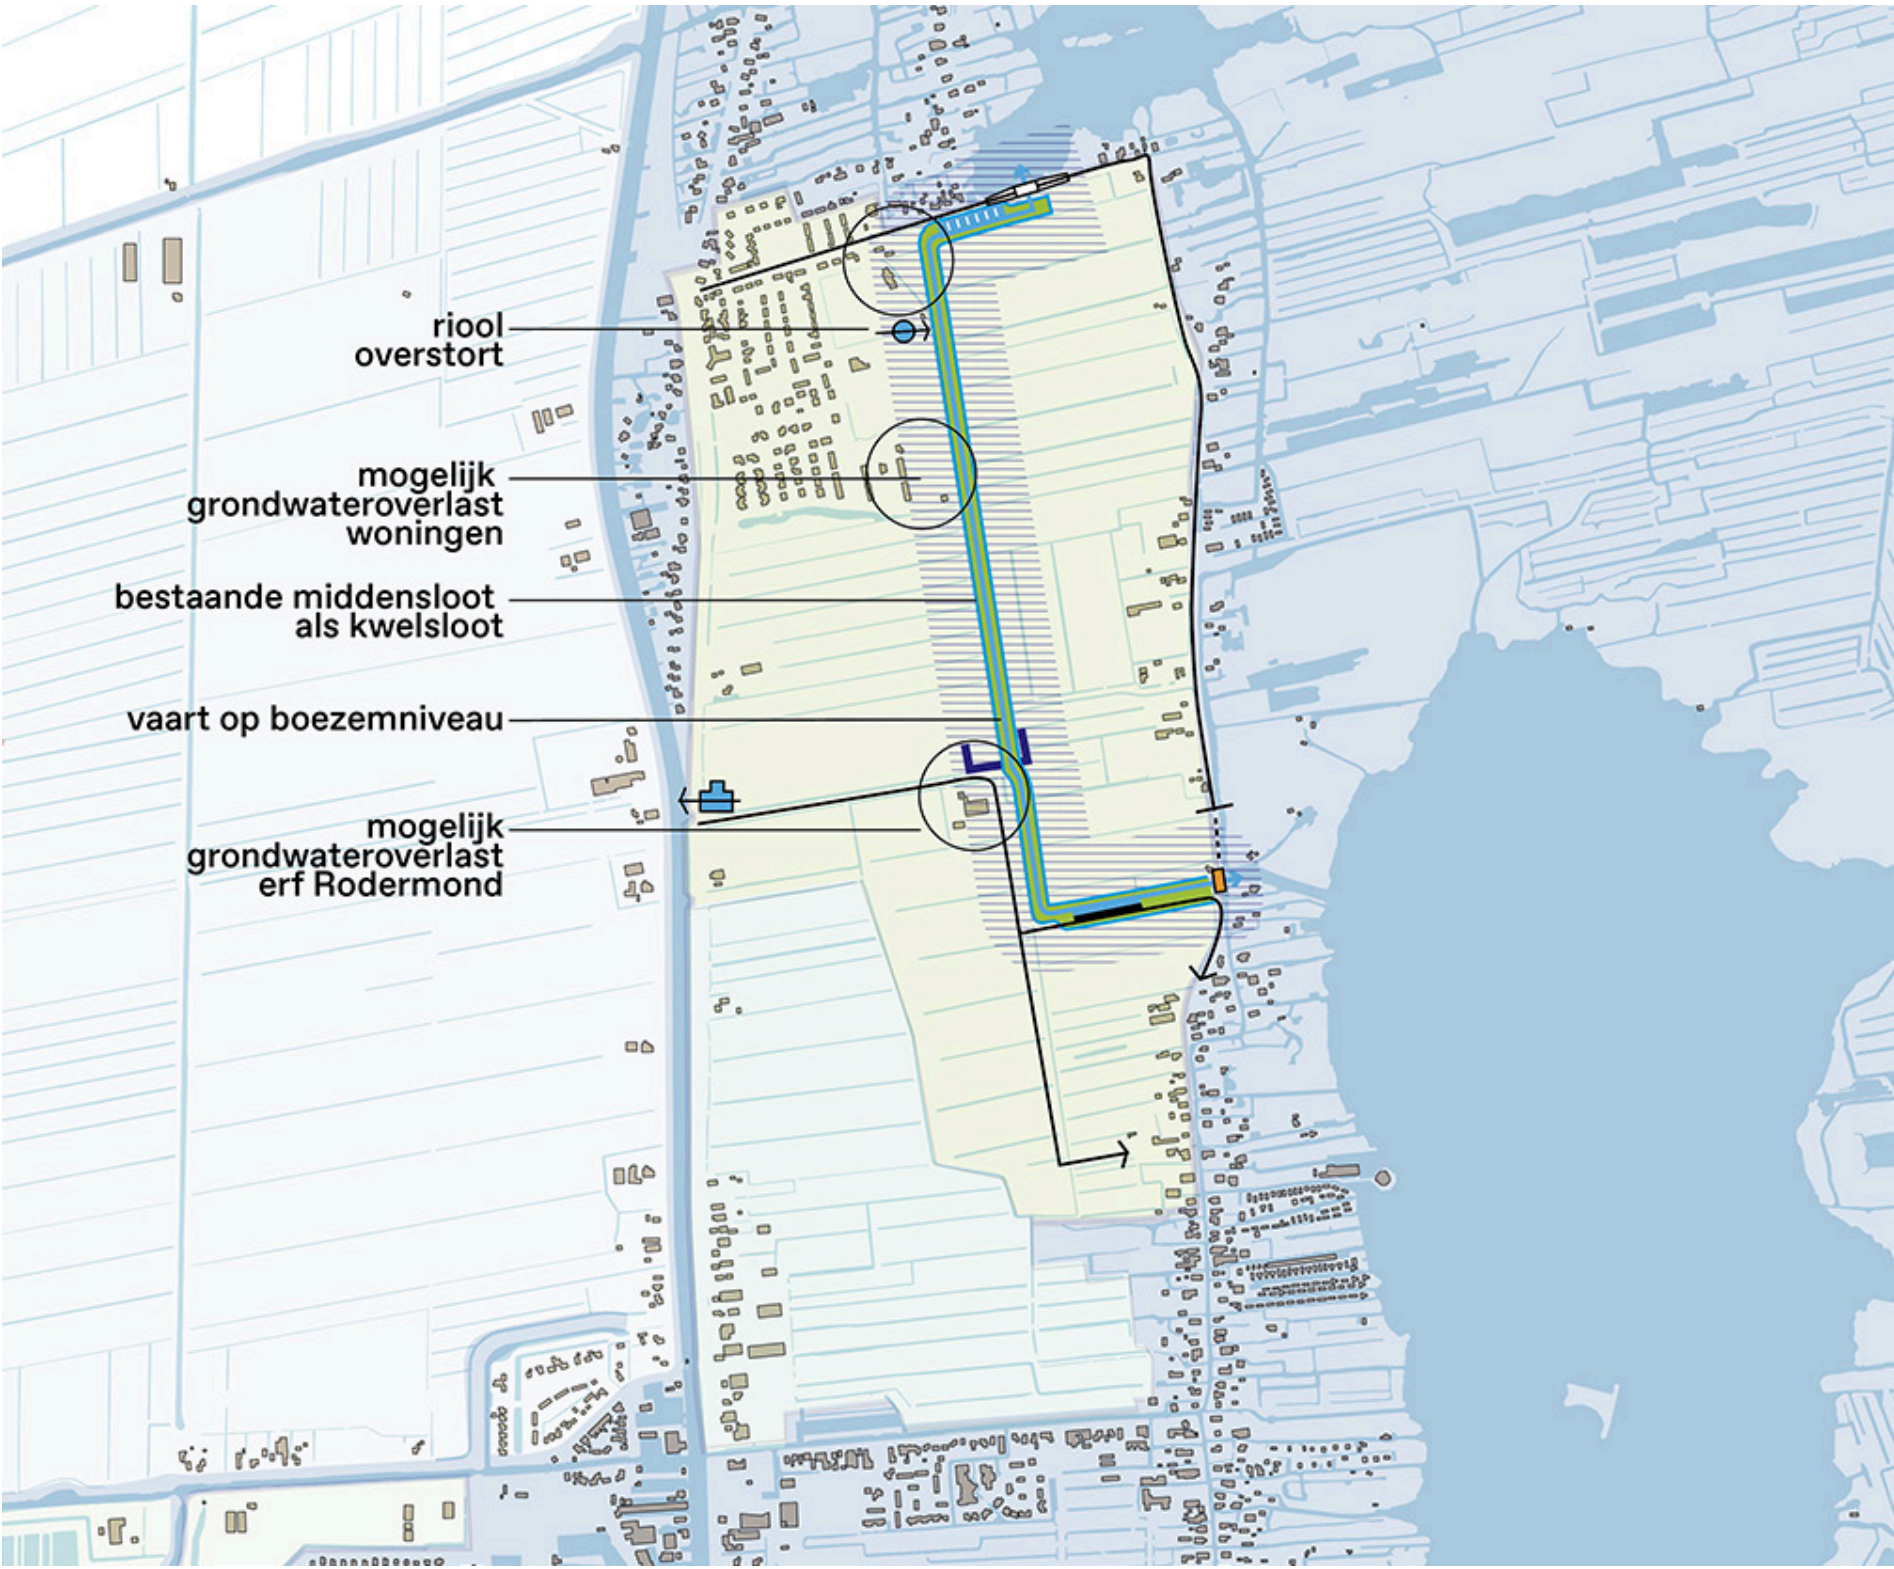 riool
overstort
mogelijk
grondwateroverlast
woningen
bestaande middensloot
als kwelsloot
vaart op boezemniveau
mogelijk
grondwateroverlast
erf Rodermond